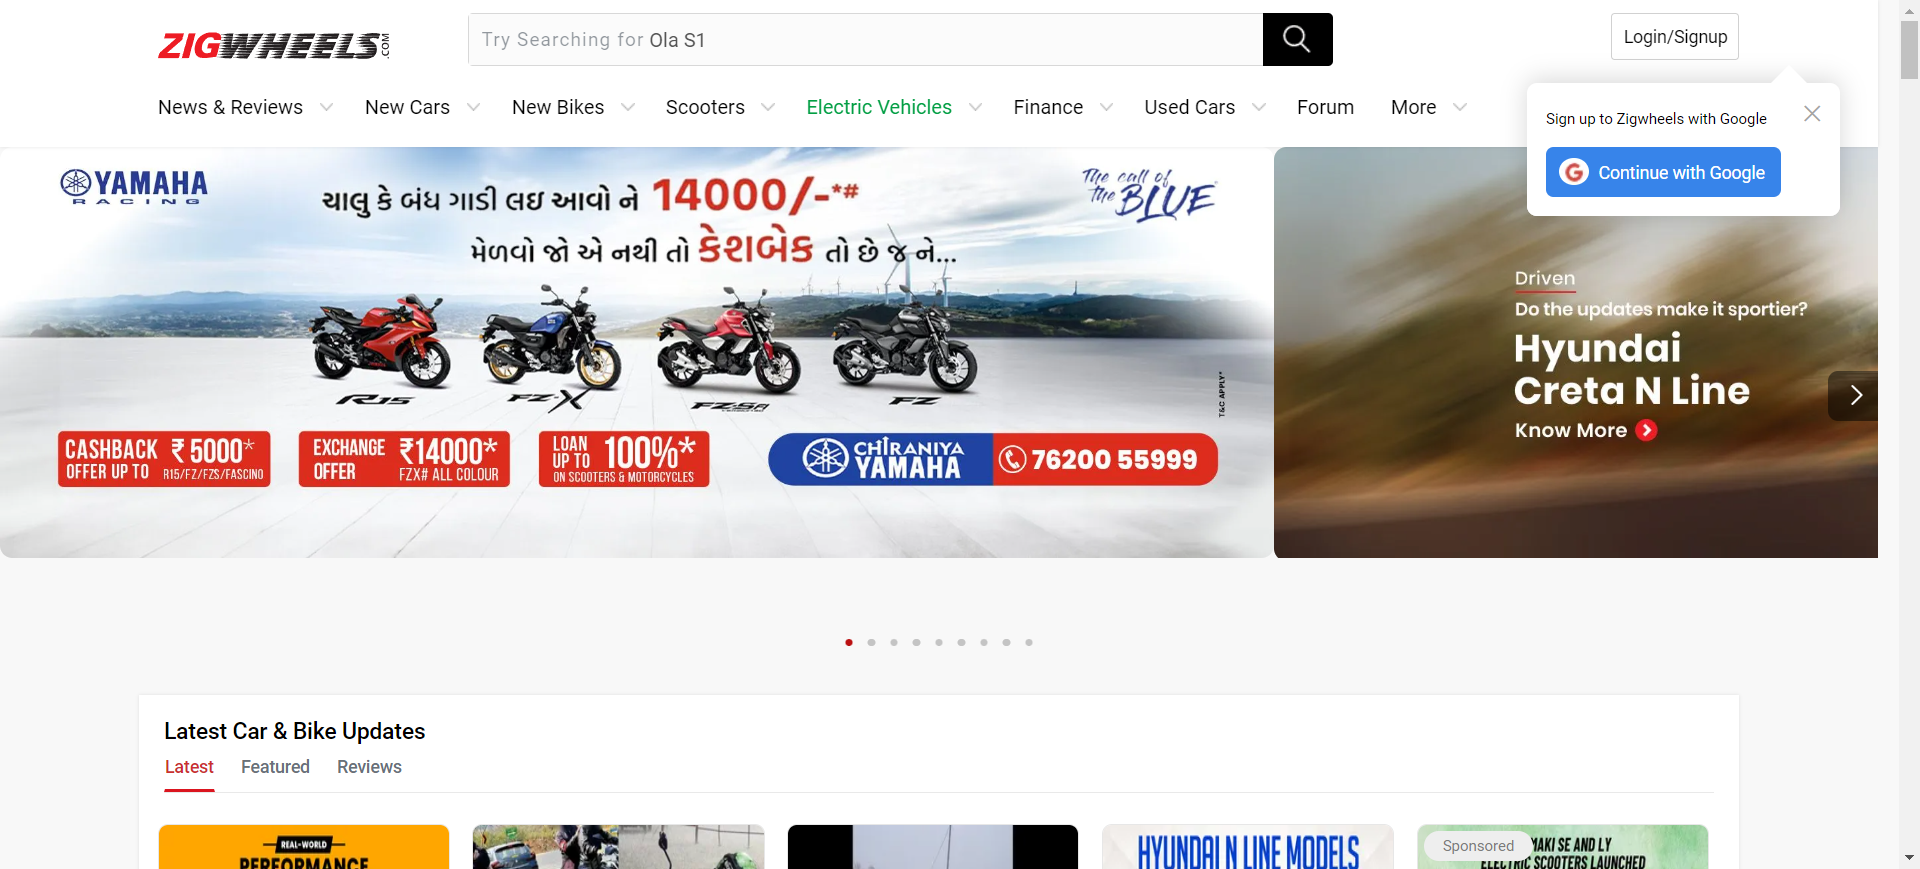 ZIGWHEELS.COM
Try Searching for Ola S1
Login/Signup
News & Reviews
New Cars
New Bikes
Scooters
Electric Vehicles
Finance
Used Cars
Forum
More
Sign up to Zigwheels with Google
Continue with Google
YAMAHA
RACING
ચાલુ કે બંધ ગાડી લઇ આવો ને 14000/-*#
મેળવો જો એ નથી તો કેશબેક તો છે જ ને...
The call of
the BLUE
R15
FZ-X
FZ
T&C APPLY*
CASHBACK ₹ 5000*
OFFER UP TO R15/FZ/FZS/FASCINO
EXCHANGE ₹14000*
OFFER FZX# ALL COLOUR
LOAN
UP TO 100%*
ON SCOOTERS & MOTORCYCLES
CHIRANIYA
YAMAHA
76200 55999
Driven
Do the updates make it sportier?
Hyundai
Creta N Line
Know More
Latest Car & Bike Updates
Latest
Featured
Reviews
REAL-WORLD
PERFORMANCE
HYUNDAI N LINE MODELS
Sponsored
SE AND LY
ELECTRIC SCOOTERS LAUNCHED